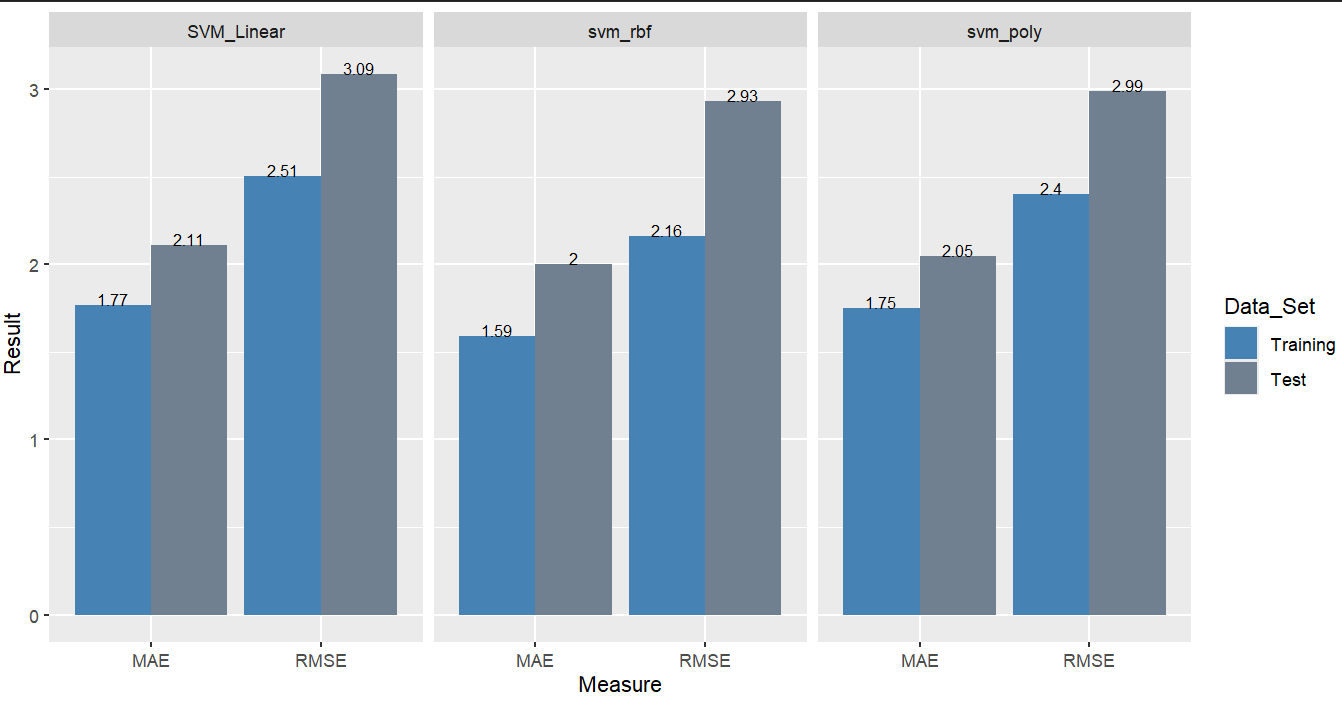 SVM_Linear
svm_rbf
svm_poly
3
2
1
0
Result
1.77
2.11
2.51
3.09
1.59
2
2.16
2.93
1.75
2.05
2.4
2.99
MAE
RMSE
MAE
RMSE
MAE
RMSE
Measure
Data_Set
Training
Test